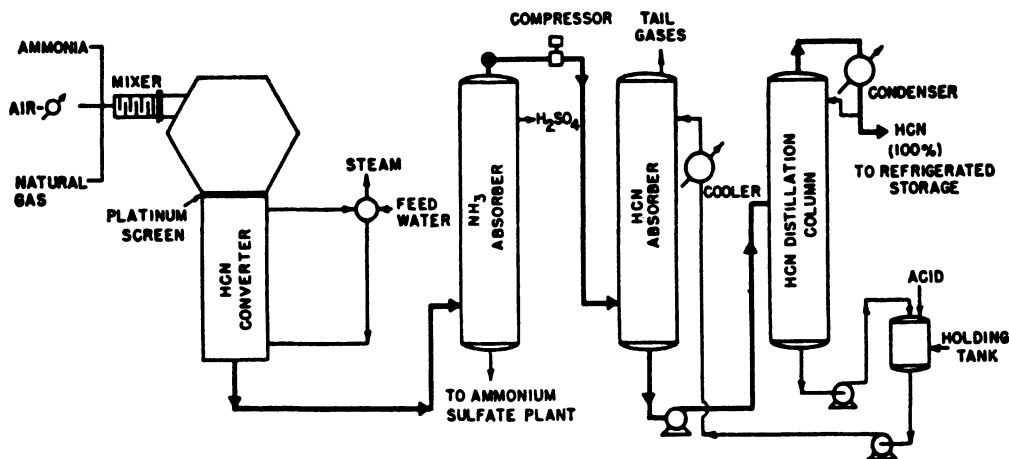 AMMONIA
AIR
NATURAL
GAS
MIXER
PLATINUM
SCREEN
HCN
CONVERTER
STEAM
FEED
WATER
NH3
ABSORBER
H2SO4
TO AMMONIUM
SULFATE PLANT
COMPRESSOR
TAIL
GASES
HCN
ABSORBER
COOLER
HCN DISTILLATION
COLUMN
CONDENSER
HCN
(100%)
TO REFRIGERATED
STORAGE
ACID
HOLDING
TANK